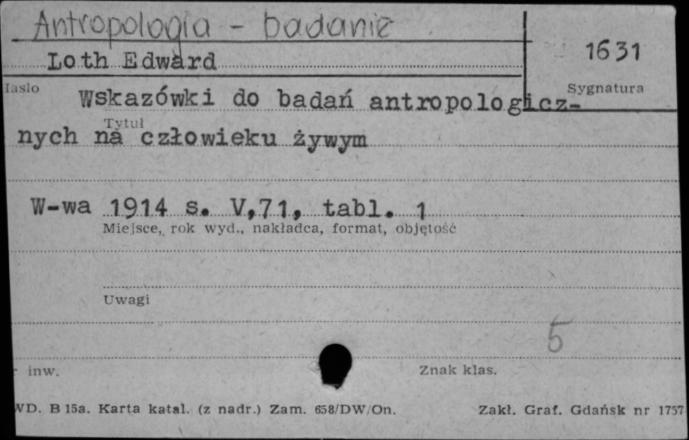 Antropologia - badanie
Loth Edward
1631
Hasło
Sygnatura
Wskazówki do badań antropologicz-
Tytuł
nych na człowieku żywym
W-wa 1914 s. V,71, tabl. 1
Miejsce, rok wyd., nakładca, format, objętość
Uwagi
5
inw.
Znak klas.
WD. B 15a. Karta katal. (z nadr.) Zam. 658/DW/On.
Zakł. Graf. Gdańsk nr 1757